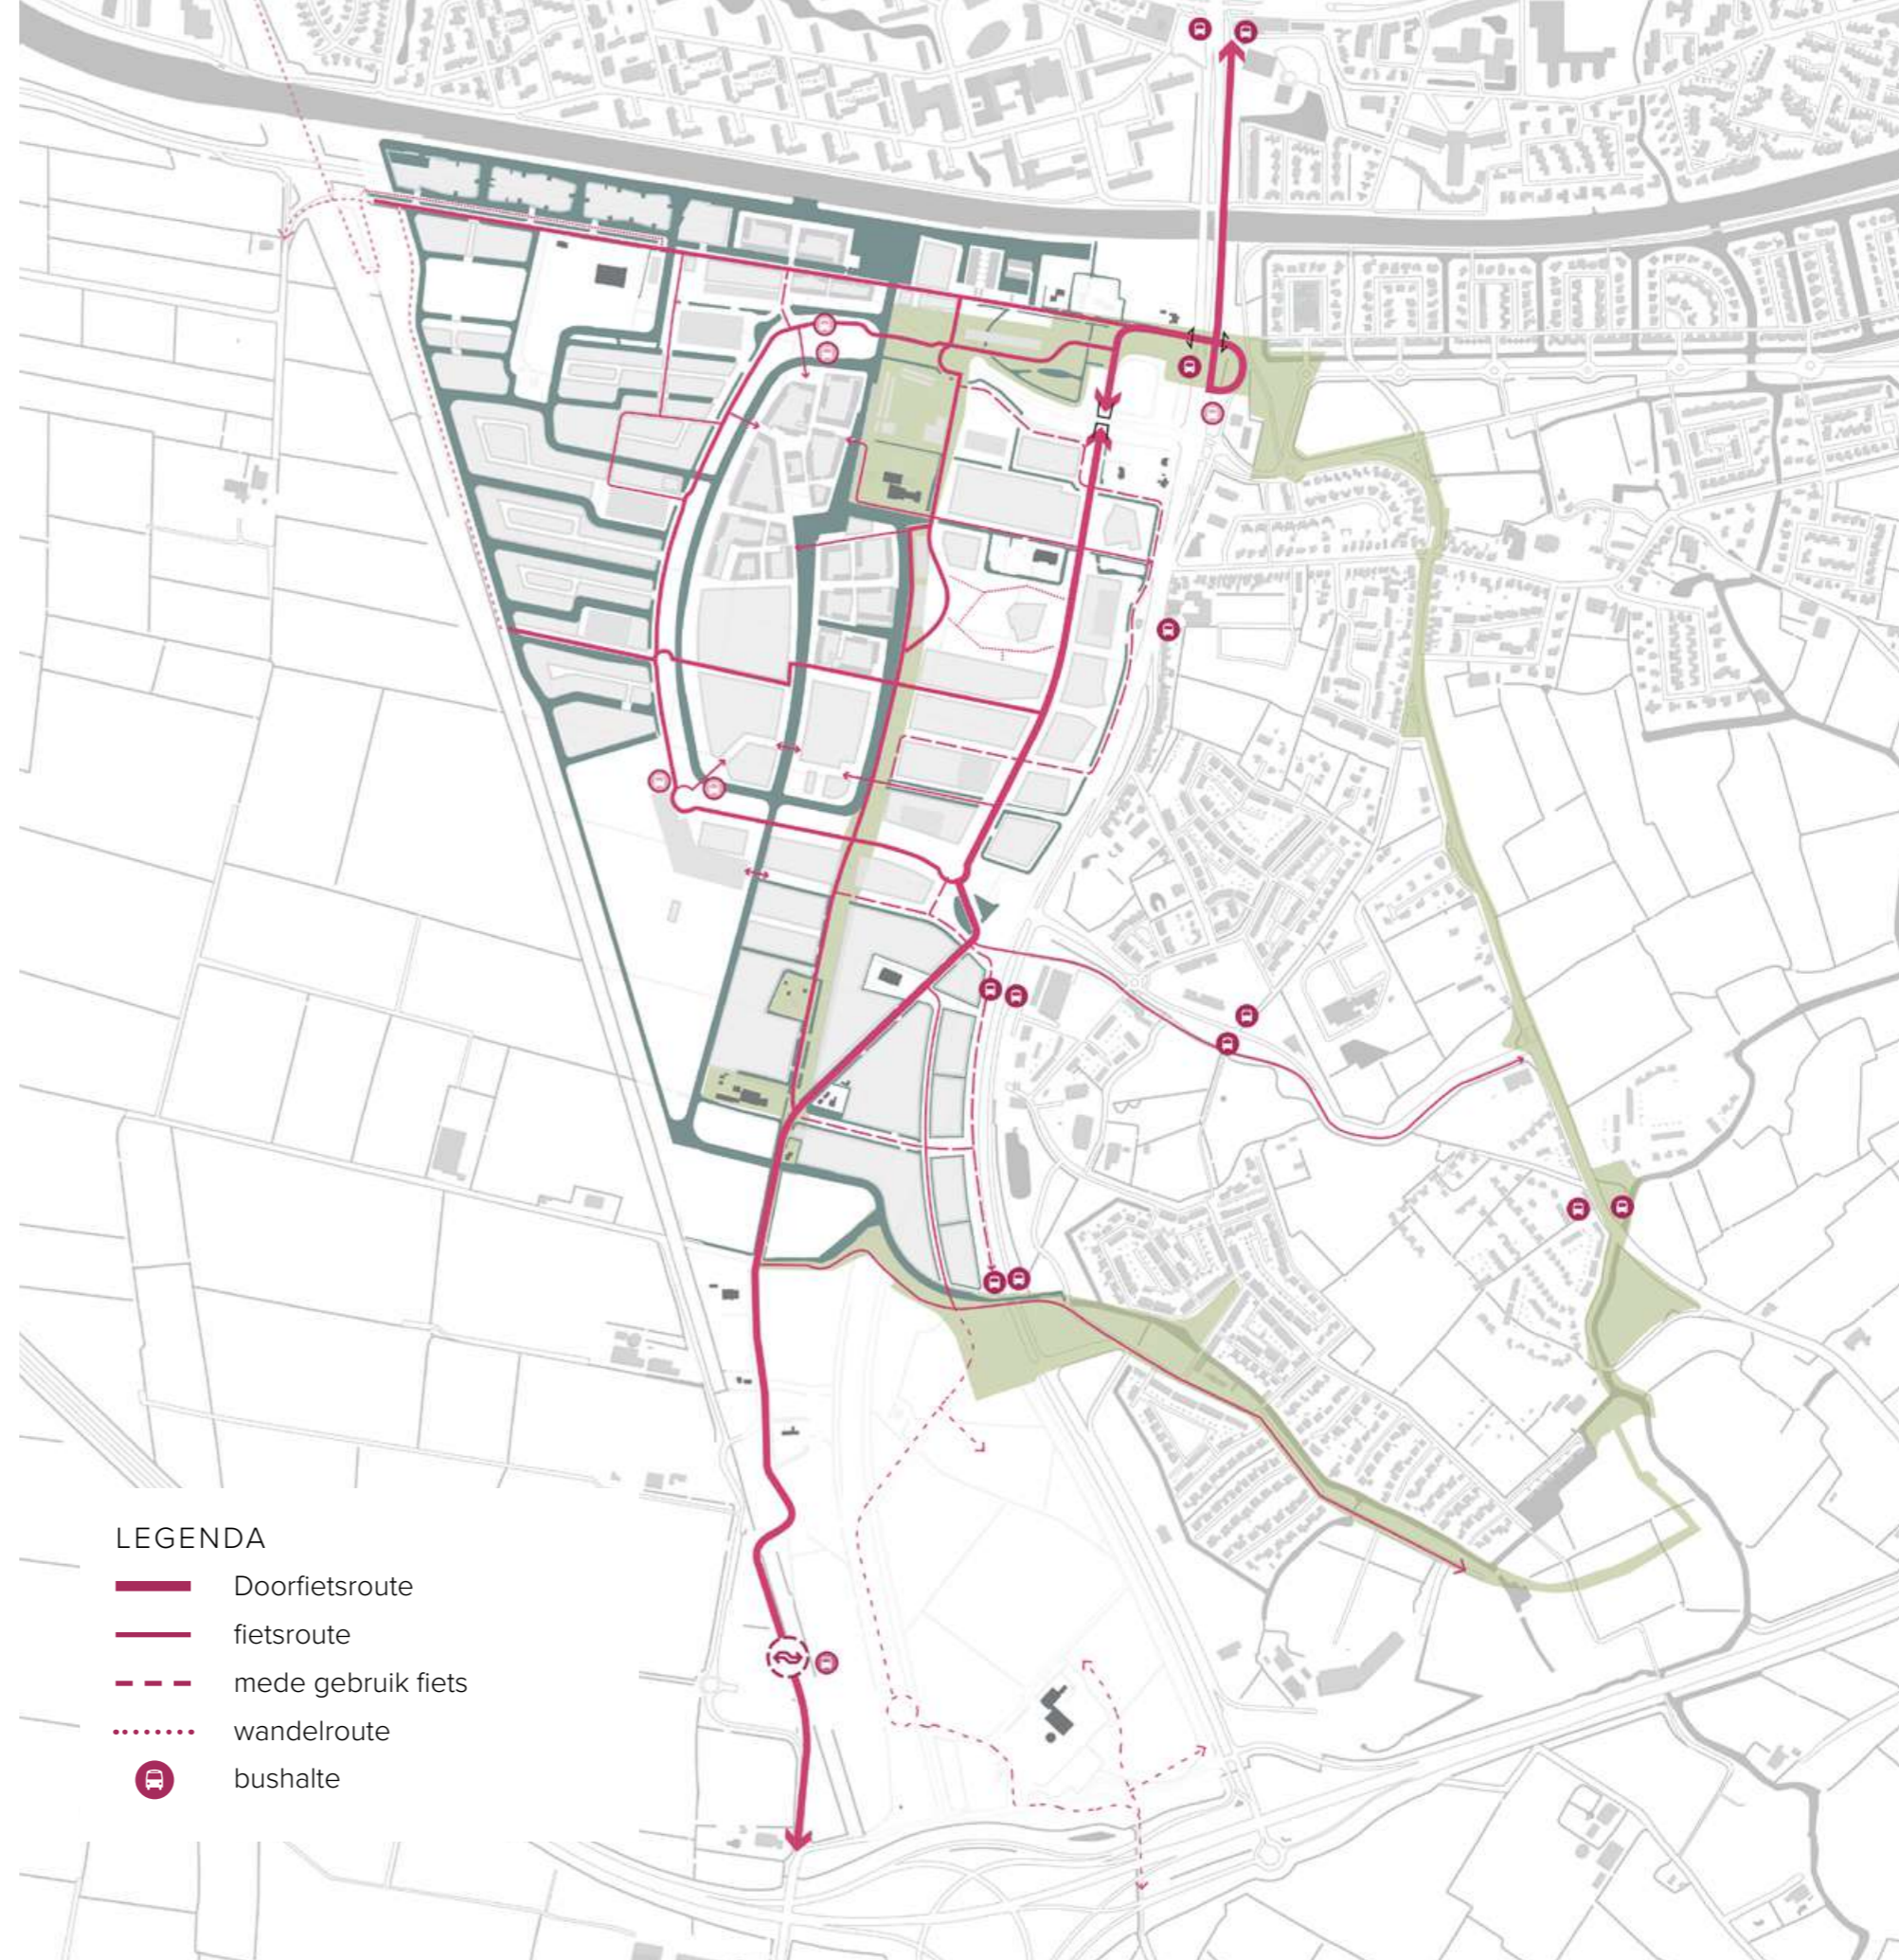 LEGENDA
Doorfietsroute
fietsroute
mede gebruik fiets
wandelroute
bushalte